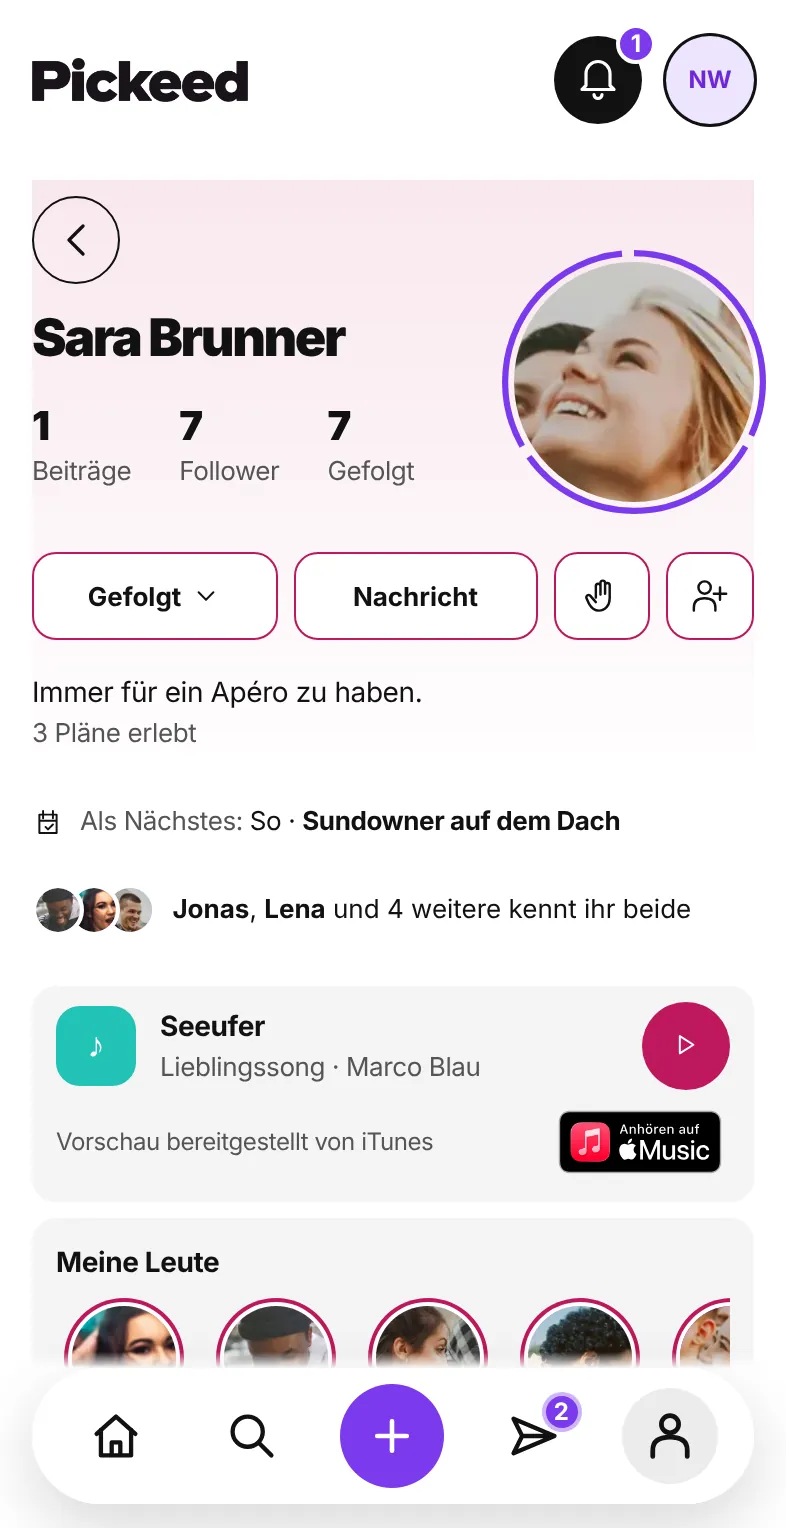 Pickeed
1
NW
Sara Brunner
1 7 7
Beiträge Follower Gefolgt
Gefolgt Nachricht
Immer für ein Apéro zu haben.
3 Pläne erlebt
Als Nächstes: So · Sundowner auf dem Dach
Jonas, Lena und 4 weitere kennt ihr beide
Seeufer
Lieblingssong · Marco Blau
Vorschau bereitgestellt von iTunes
Anhören auf
Music
Meine Leute
2